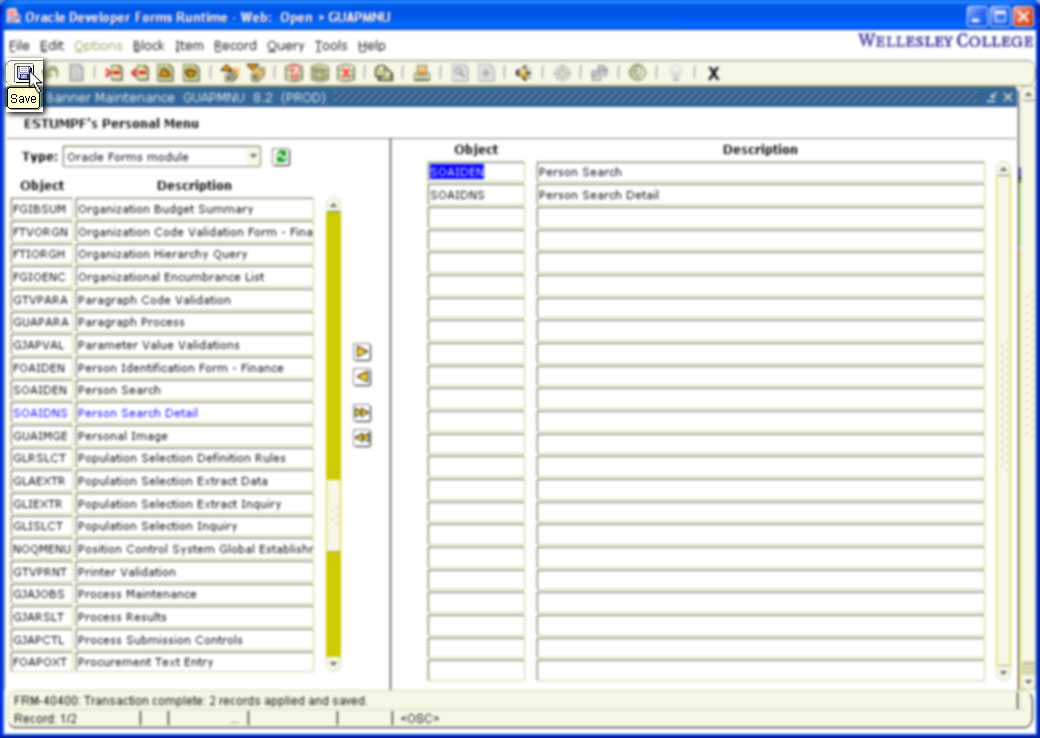 Oracle Developer Forms Runtime - Web: Open > GUAPMNU
File Edit Options Block Item Record Query Tools Help
WELLESLEY COLLEGE
X
Save
Banner Maintenance GUAPMNU 8.2 (PROD)
ESTUMPF's Personal Menu
Type: Oracle Forms module
Object Description
FGIBSUM Organization Budget Summary
FTVORGN Organization Code Validation Form - Fina
FTIORGH Organization Hierarchy Query
FGIOENC Organizational Encumbrance List
GTVPARA Paragraph Code Validation
GUAPARA Paragraph Process
GJAPVAL Parameter Value Validations
FOAIDEN Person Identification Form - Finance
SOAIDEN Person Search
SOAIDNS Person Search Detail
GUAIMGE Personal Image
GLRSLCT Population Selection Definition Rules
GLAEXTR Population Selection Extract Data
GLIEXTR Population Selection Extract Inquiry
GLISLCT Population Selection Inquiry
NOQMENU Position Control System Global Establishm
GTVPRNT Printer Validation
GJAJOBS Process Maintenance
GJARSLT Process Results
GJAPCTL Process Submission Controls
FOAPOXT Procurement Text Entry
Object Description
SOAIDEN Person Search
SOAIDNS Person Search Detail
FRM-40400: Transaction complete: 2 records applied and saved.
Record: 1/2 ... <OSC>